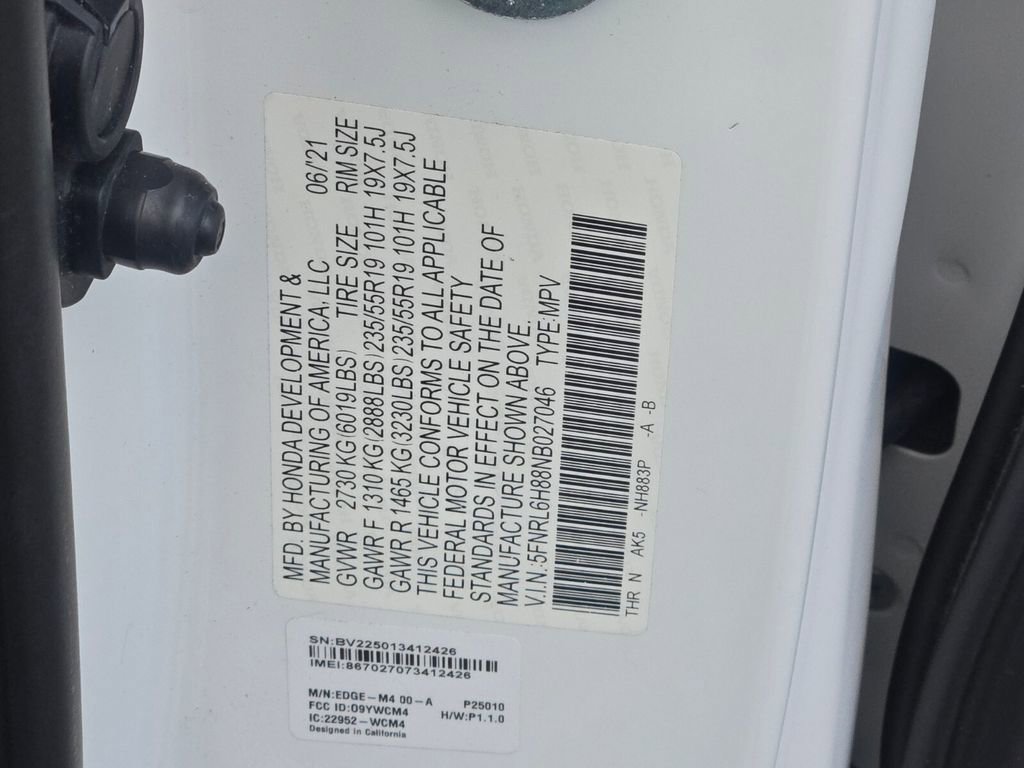 MFD. BY HONDA DEVELOPMENT &
MANUFACTURING OF AMERICA, LLC 06/'21
GVWR 2730 KG(6019LBS) TIRE SIZE RIM SIZE
GAWR F 1310 KG(2888LBS) 235/55R19 101H 19X7.5J
GAWR R 1465 KG(3230LBS) 235/55R19 101H 19X7.5J
THIS VEHICLE CONFORMS TO ALL APPLICABLE
FEDERAL MOTOR VEHICLE SAFETY
STANDARDS IN EFFECT ON THE DATE OF
MANUFACTURE SHOWN ABOVE.
V.I.N:5FNRL6H88NB027046 TYPE:MPV
THR N AK5 -NH883P -A -B
SN:BV225013412426
IMEI:867027073412426
M/N:EDGE-M4 00-A P25010
FCC ID:O9YWCM4 H/W:P1.1.0
IC:22952-WCM4
Designed in California